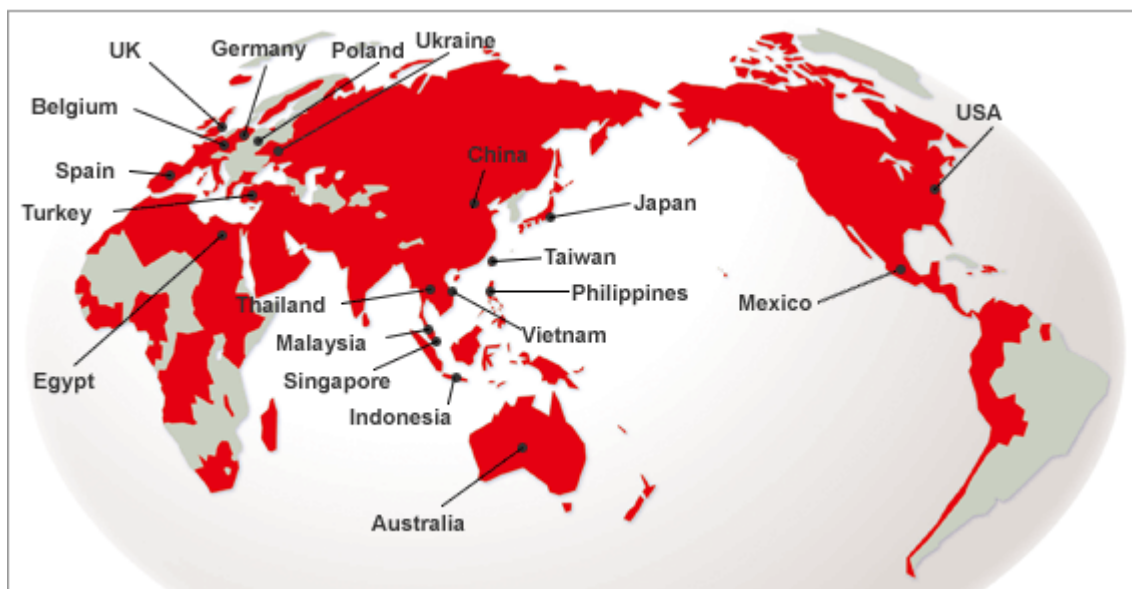 UK
Germany
Poland
Ukraine
Belgium
USA
China
Spain
Japan
Turkey
Taiwan
Thailand
Philippines
Mexico
Malaysia
Vietnam
Egypt
Singapore
Indonesia
Australia